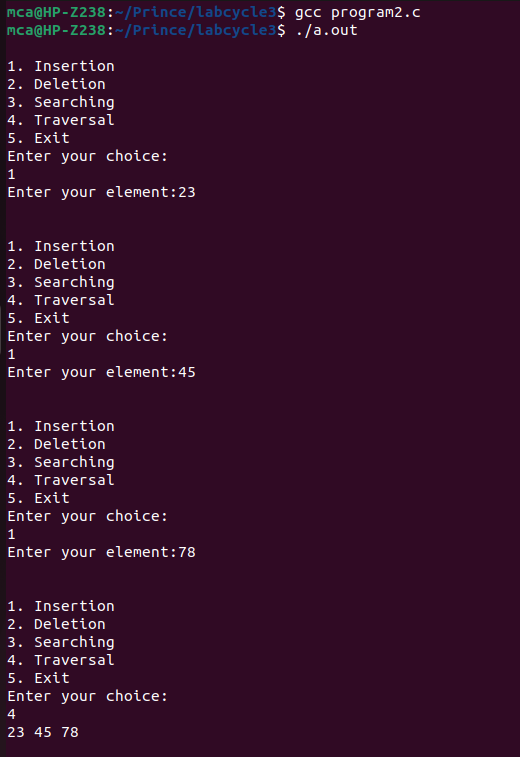 mca@HP-Z238:~/Prince/labcycle3$ gcc program2.c
mca@HP-Z238:~/Prince/labcycle3$ ./a.out
1. Insertion
2. Deletion
3. Searching
4. Traversal
5. Exit
Enter your choice:
1
Enter your element:23
1. Insertion
2. Deletion
3. Searching
4. Traversal
5. Exit
Enter your choice:
1
Enter your element:45
1. Insertion
2. Deletion
3. Searching
4. Traversal
5. Exit
Enter your choice:
1
Enter your element:78
1. Insertion
2. Deletion
3. Searching
4. Traversal
5. Exit
Enter your choice:
4
23 45 78